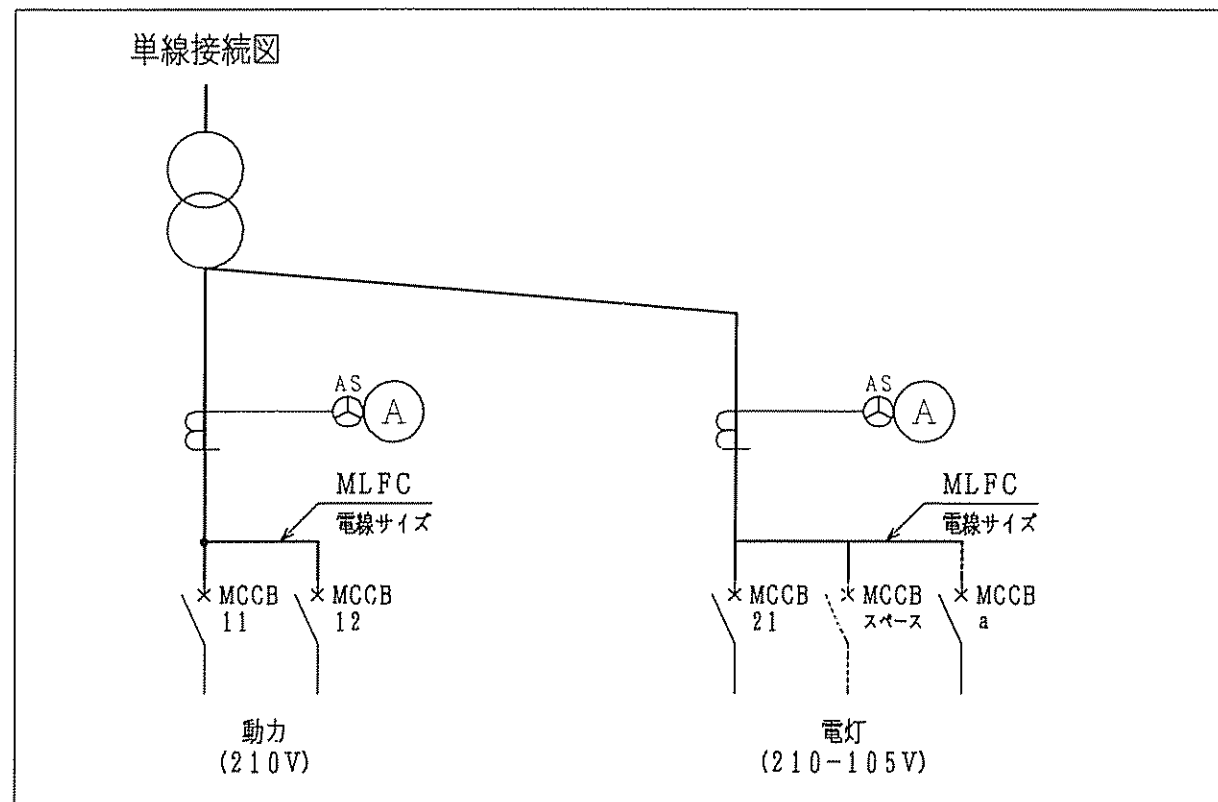 単線接続図
AS
A
AS
A
MLFC
電線サイズ
MLFC
電線サイズ
MCCB
11
MCCB
12
MCCB
21
MCCB
スペース
MCCB
a
動力
(210V)
電灯
(210-105V)